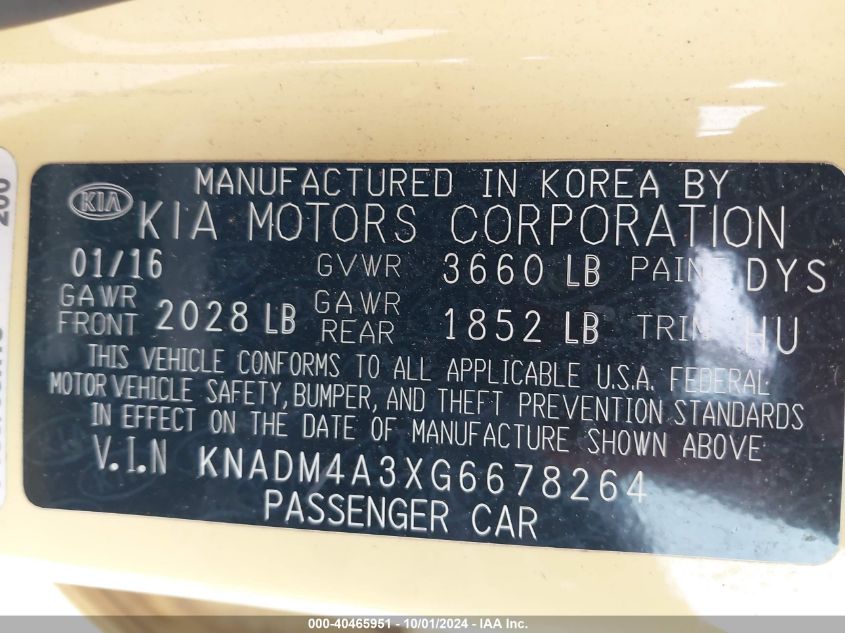 MANUFACTURED IN KOREA BY
KIA KIA MOTORS CORPORATION
01/16 GVWR 3660 LB PAINT DYS
GAWR FRONT 2028 LB GAWR REAR 1852 LB TRIM HU
THIS VEHICLE CONFORMS TO ALL APPLICABLE U.S.A. FEDERAL
MOTOR VEHICLE SAFETY, BUMPER, AND THEFT PREVENTION STANDARDS
IN EFFECT ON THE DATE OF MANUFACTURE SHOWN ABOVE
V.I.N KNADM4A3XG6678264
PASSENGER CAR
000-40465951 - 10/01/2024 - IAA Inc.